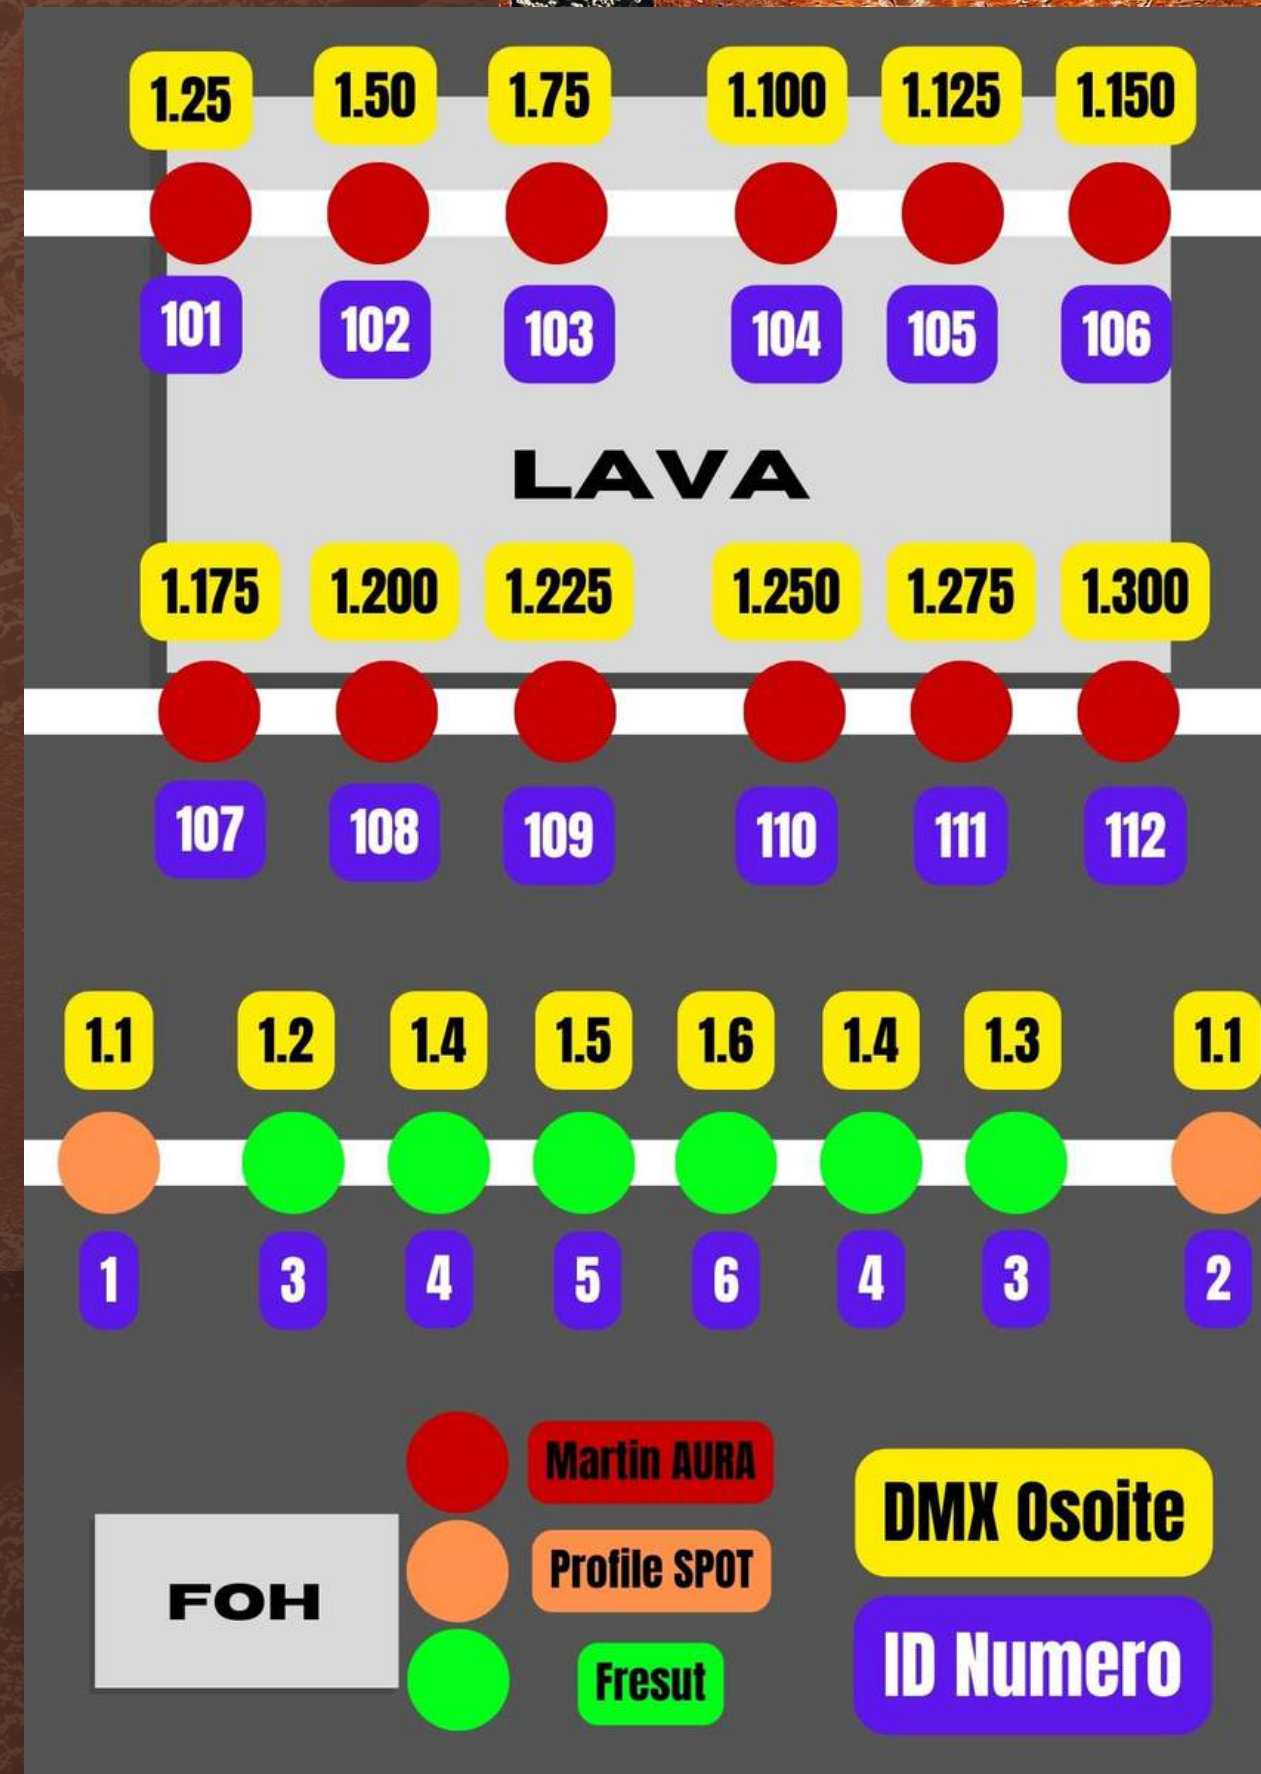 1.25 1.50 1.75 1.100 1.125 1.150
101 102 103 104 105 106
LAVA
1.175 1.200 1.225 1.250 1.275 1.300
107 108 109 110 111 112
1.1 1.2 1.4 1.5 1.6 1.4 1.3 1.1
1 3 4 5 6 4 3 2
FOH
Martin AURA
Profile SPOT
Fresut
DMX Osoite
ID Numero